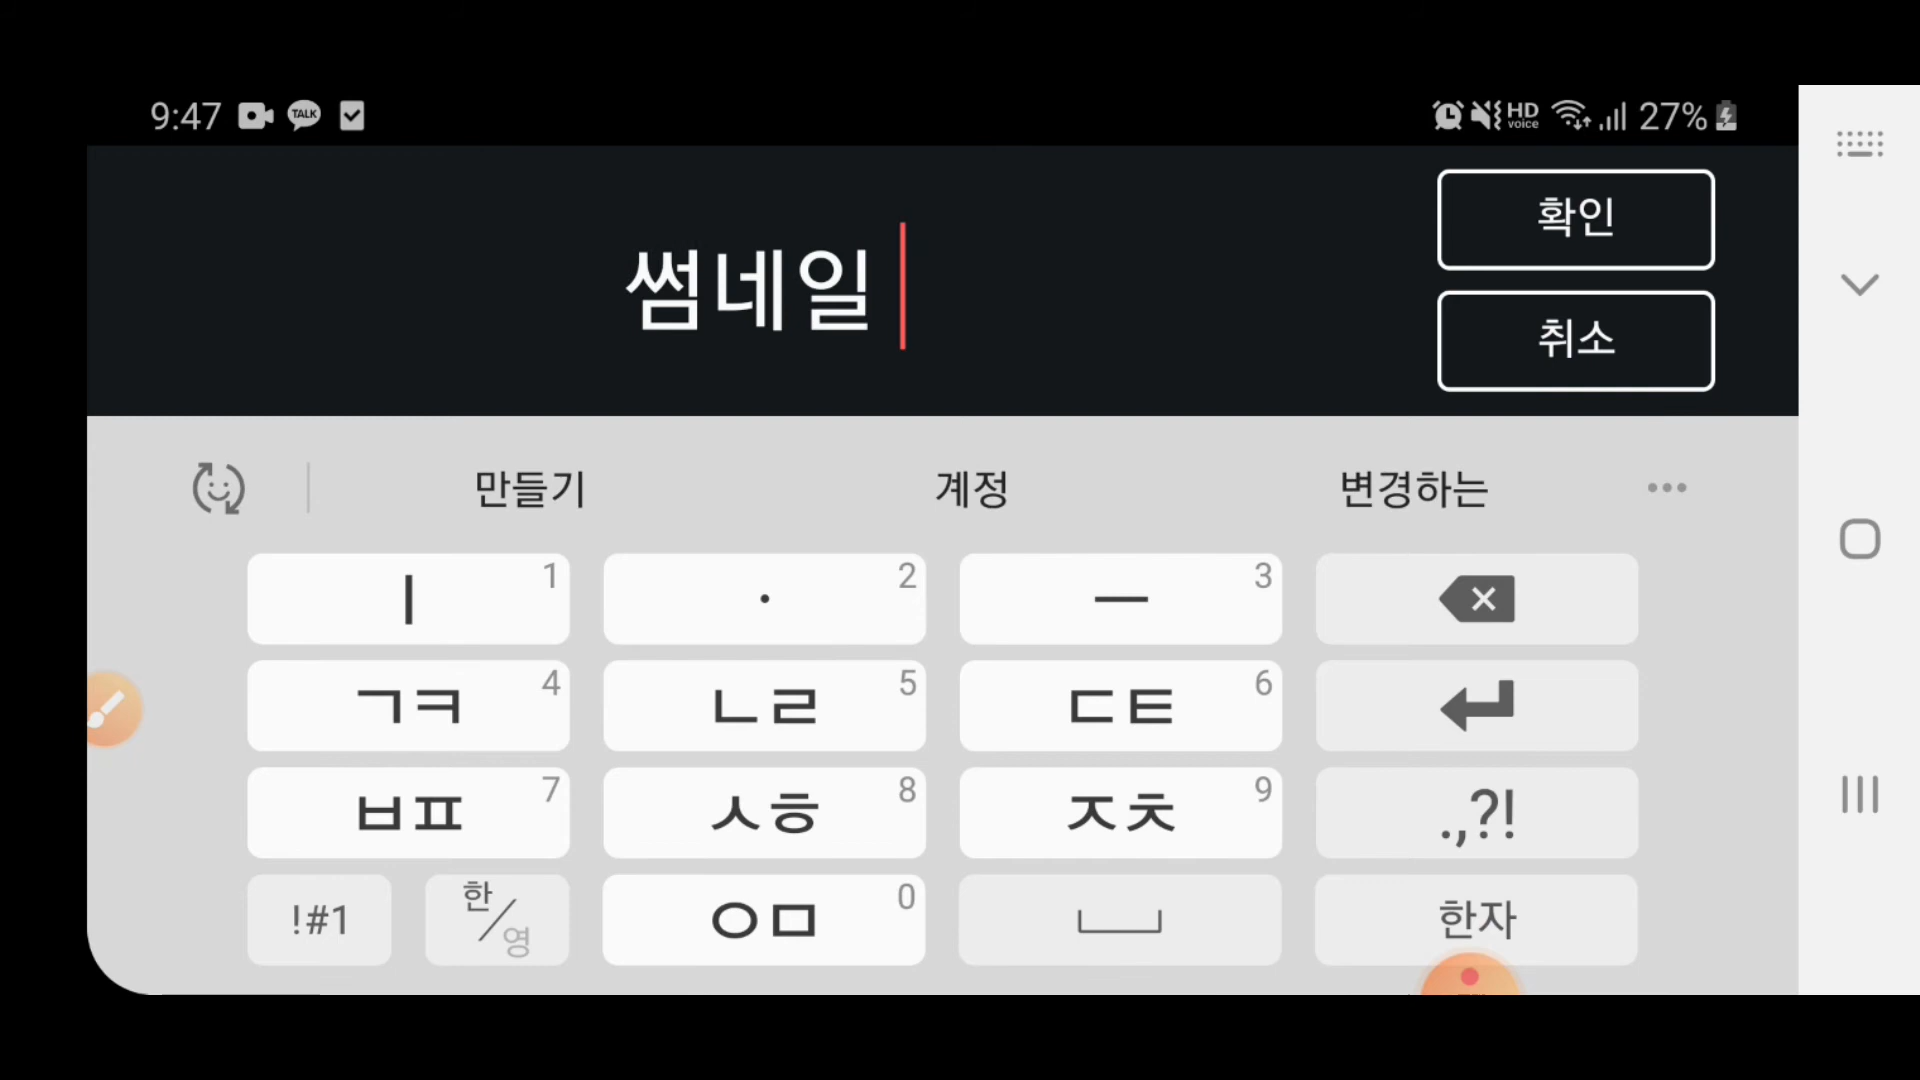 9:47 TALK HD voice 27%
확인
썸네일
취소
만들기 계정 변경하는 ...
ㅣ 1 · 2 ㅡ 3
ㄱㅋ 4 ㄴㄹ 5 ㄷㅌ 6
ㅂㅍ 7 ㅅㅎ 8 ㅈㅊ 9 .,?!
!#1 한/영 ㅇㅁ 0 한자